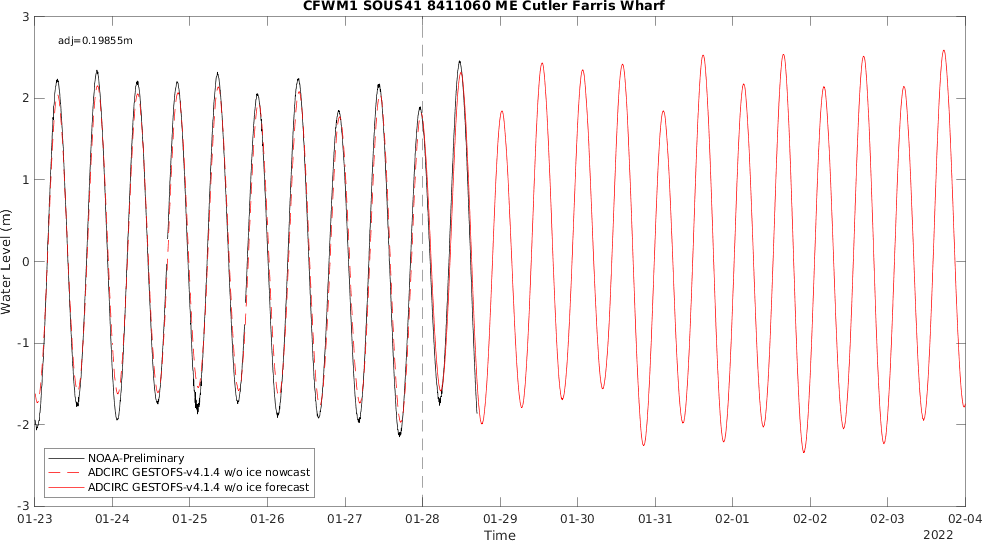 CFWM1 SOUS41 8411060 ME Cutler Farris Wharf
adj=0.19855m
Water Level (m)
3
2
1
0
-1
-2
-3
NOAA-Preliminary
ADCIRC GESTOFS-v4.1.4 w/o ice nowcast
ADCIRC GESTOFS-v4.1.4 w/o ice forecast
01-23 01-24 01-25 01-26 01-27 01-28 01-29 01-30 01-31 02-01 02-02 02-03 02-04
Time
2022